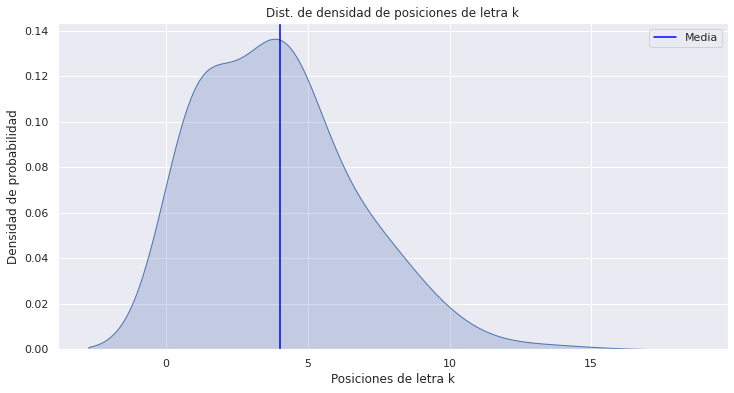 Dist. de densidad de posiciones de letra k
Media
Densidad de probabilidad
0.14
0.12
0.10
0.08
0.06
0.04
0.02
0.00
0 5 10 15
Posiciones de letra k